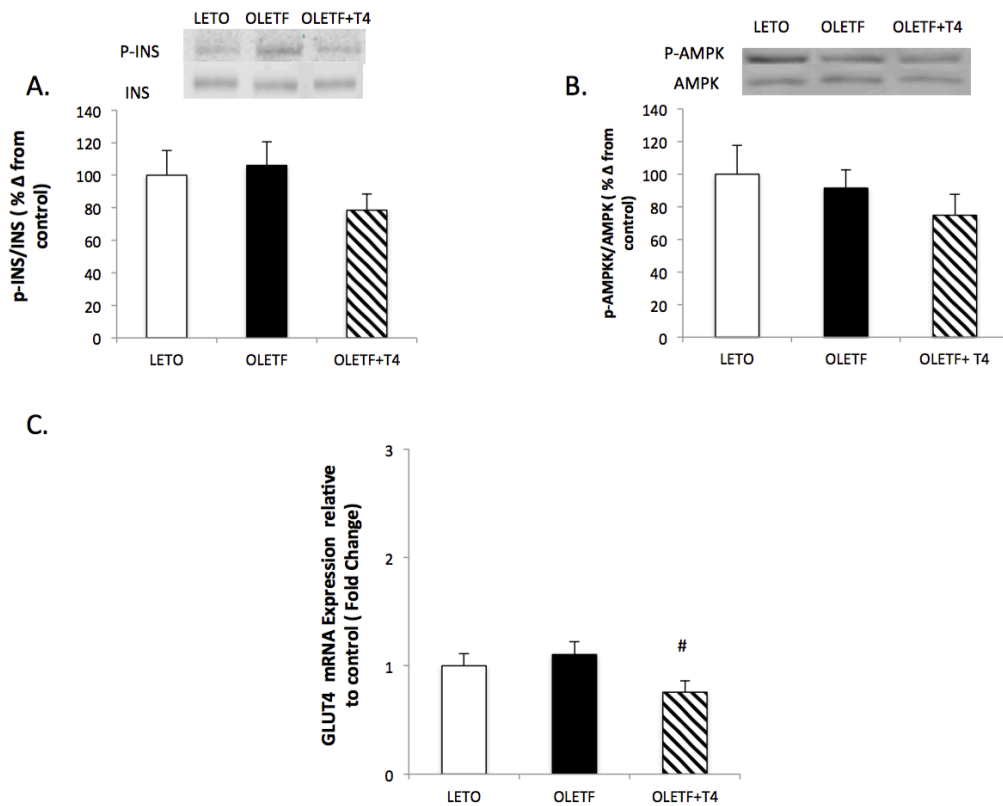 LETO OLETF OLETF+T4
P-INS
INS
A.
140
120
100
80
60
40
20
0
p-INS/INS ( % Δ from
control)
LETO OLETF OLETF+T4
LETO OLETF OLETF+T4
P-AMPK
AMPK
B.
140
120
100
80
60
40
20
0
p-AMPKK/AMPK ( % Δ from
control)
LETO OLETF OLETF+ T4
C.
3
2
1
0
GLUT4 mRNA Expression relative
to control ( Fold Change)
#
LETO OLETF OLETF+T4